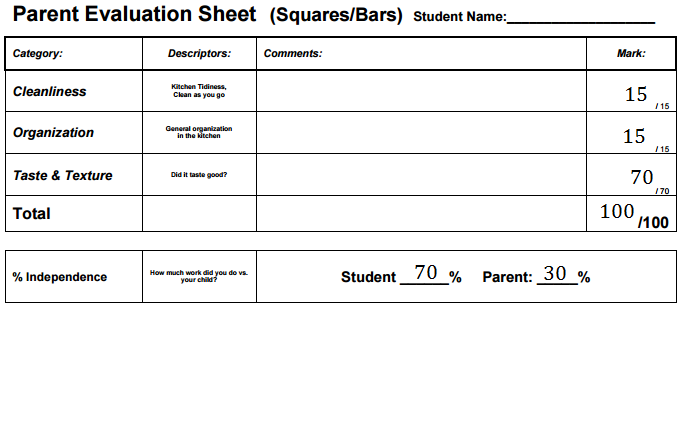 Parent Evaluation Sheet (Squares/Bars) Student Name:____________________
Category: Descriptors: Comments: Mark:
Cleanliness Kitchen Tidiness, Clean as you go 15 /15
Organization General organization in the kitchen 15 /15
Taste & Texture Did it taste good? 70 /70
Total 100 /100
% Independence How much work did you do vs. your child? Student 70 % Parent: 30 %